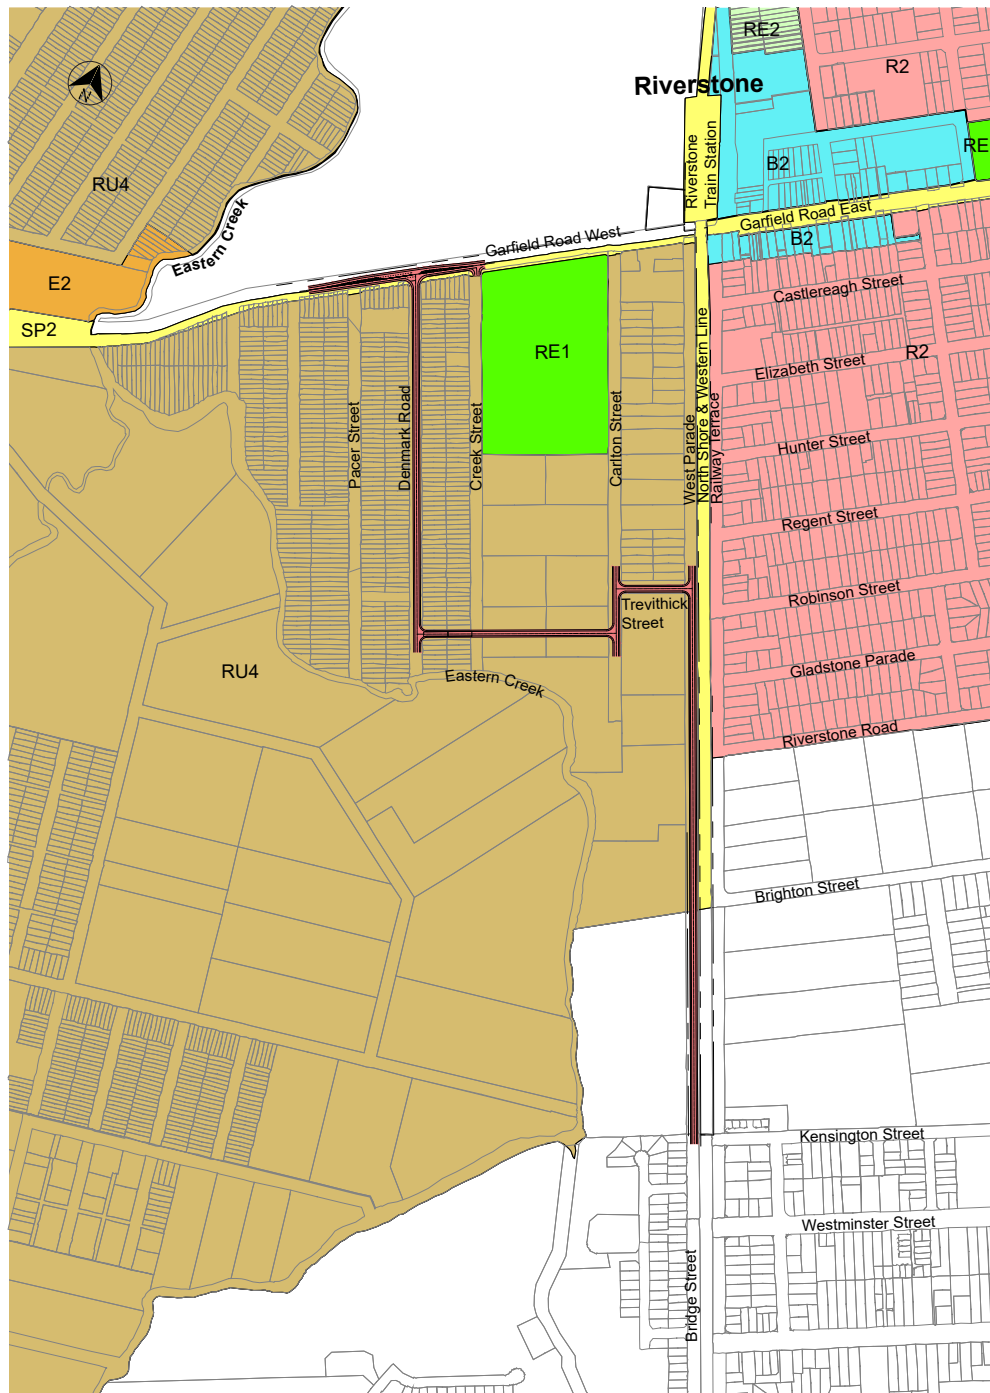 RE2
R2
Riverstone
N
Riverstone
Train Station
B2
RE
RU4
Eastern Creek
Garfield Road West
Garfield Road East
B2
E2
SP2
Castlereagh Street
RE1
R2
Elizabeth Street
Pacer Street
Denmark Road
Creek Street
Carlton Street
West Parade
North Shore & Western Line
Railway Terrace
Hunter Street
Regent Street
Robinson Street
Trevithick
Street
Gladstone Parade
RU4
Eastern Creek
Riverstone Road
Brighton Street
Kensington Street
Westminster Street
Bridge Street